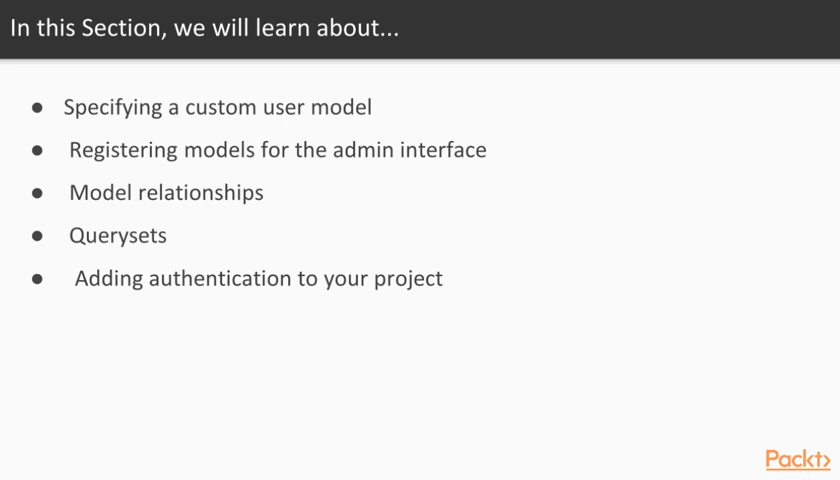 In this Section, we will learn about...
● Specifying a custom user model
● Registering models for the admin interface
● Model relationships
● Querysets
● Adding authentication to your project
Packt>